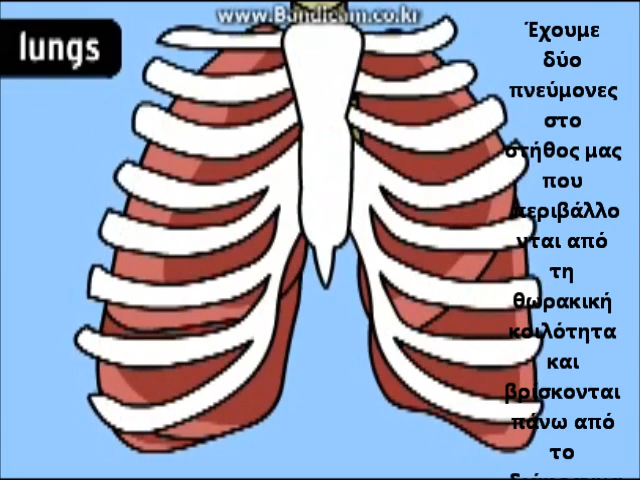 www.Bandicam.co.kr
lungs
Έχουμε
δύο
πνεύμονες
στο
στήθος μας
που
περιβάλλο
νται από
τη
θωρακική
κοιλότητα
και
βρίσκονται
πάνω από
το